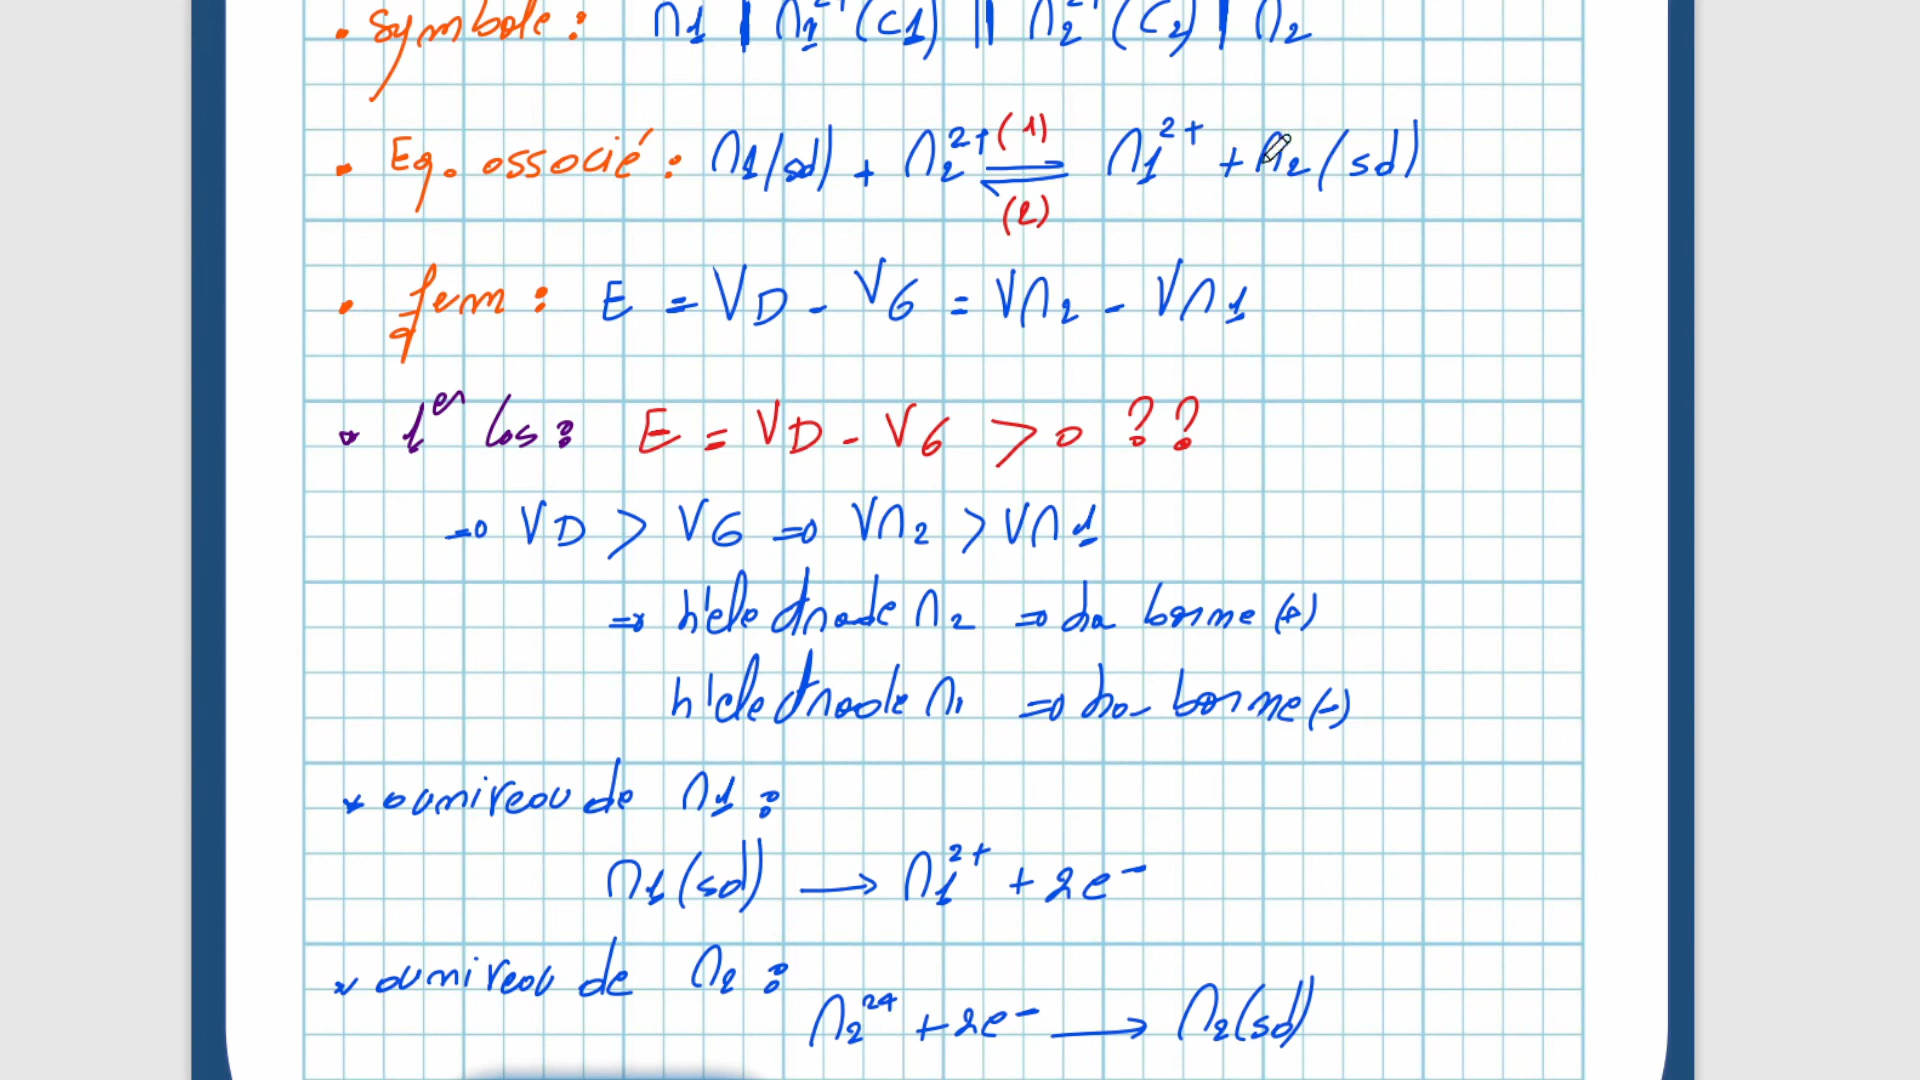 • Symbole : M1 | M1²⁺ (C1) || M2²⁺ (C2) | M2
• Eq. associé : M1(sd) + M2²⁺ (1) ⇌ (2) M1²⁺ + M2 (sd)
• fem : E = VD - VG = VM2 - VM1
• 1er Cas : E = VD - VG > 0 ??
⇒ VD > VG ⇒ VM2 > VM1
⇒ L'électrode M2 ⇒ La borne (+)
L'électrode M1 ⇒ La borne (-)
* au niveau de M1 :
M1(sd) → M1²⁺ + 2e⁻
* au niveau de M2 :
M2²⁺ + 2e⁻ → M2(sd)